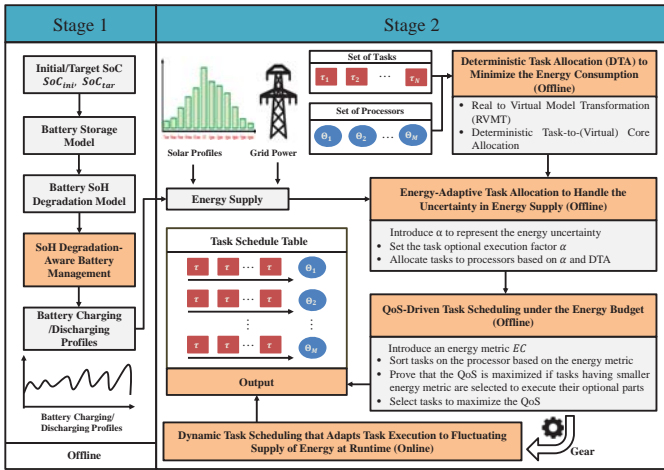 Stage 1
Stage 2
Initial/Target SoC
SoC_ini, SoC_tar
Battery Storage
Model
Battery SoH
Degradation Model
SoH Degradation-
Aware Battery
Management
Battery Charging
/Discharging
Profiles
Battery Charging/
Discharging Profiles
Offline
Solar Profiles
Grid Power
Energy Supply
Set of Tasks
τ1 τ2 ⋯ τN
Set of Processors
Θ1 Θ2 ⋯ ΘM
Deterministic Task Allocation (DTA) to
Minimize the Energy Consumption
(Offline)
• Real to Virtual Model Transformation
(RVMT)
• Deterministic Task-to-(Virtual) Core
Allocation
Energy-Adaptive Task Allocation to Handle the
Uncertainty in Energy Supply (Offline)
Introduce α to represent the energy uncertainty
• Set the task optional execution factor α
• Allocate tasks to processors based on α and DTA
Task Schedule Table
τ τ ⋯ τ Θ1
τ τ ⋯ τ Θ2
⋮ ⋮
τ τ ⋯ τ ΘM
Output
QoS-Driven Task Scheduling under the Energy Budget
(Offline)
Introduce an energy metric EC
• Sort tasks on the processor based on the energy metric
• Prove that the QoS is maximized if tasks having smaller
energy metric are selected to execute their optional parts
• Select tasks to maximize the QoS
Dynamic Task Scheduling that Adapts Task Execution to Fluctuating
Supply of Energy at Runtime (Online)
Gear